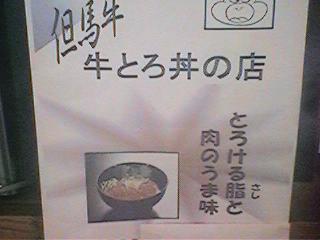 但馬牛
牛とろ丼の店
とろける脂と
さし
肉のうま味